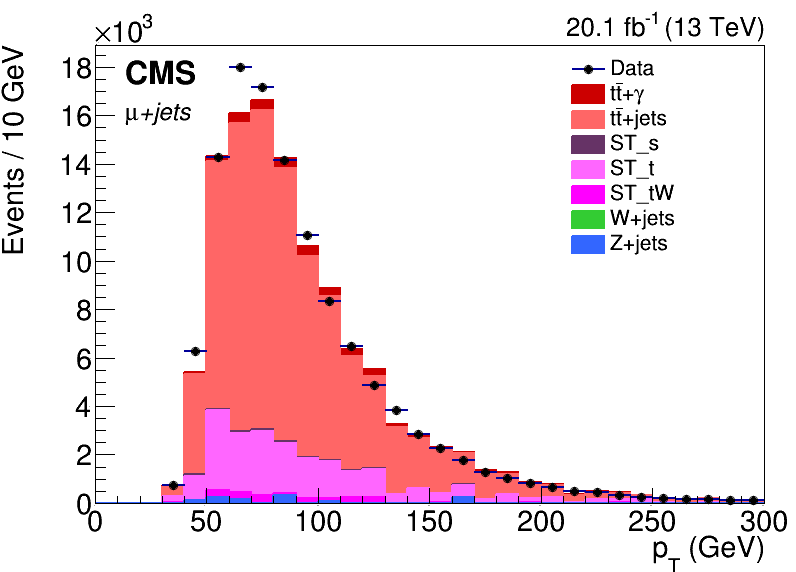 ×10³
20.1 fb⁻¹ (13 TeV)
Events / 10 GeV
CMS
μ+jets
Data
tt̄+γ
tt̄+jets
ST_s
ST_t
ST_tW
W+jets
Z+jets
18
16
14
12
10
8
6
4
2
0
0 50 100 150 200 250 300
p_T (GeV)